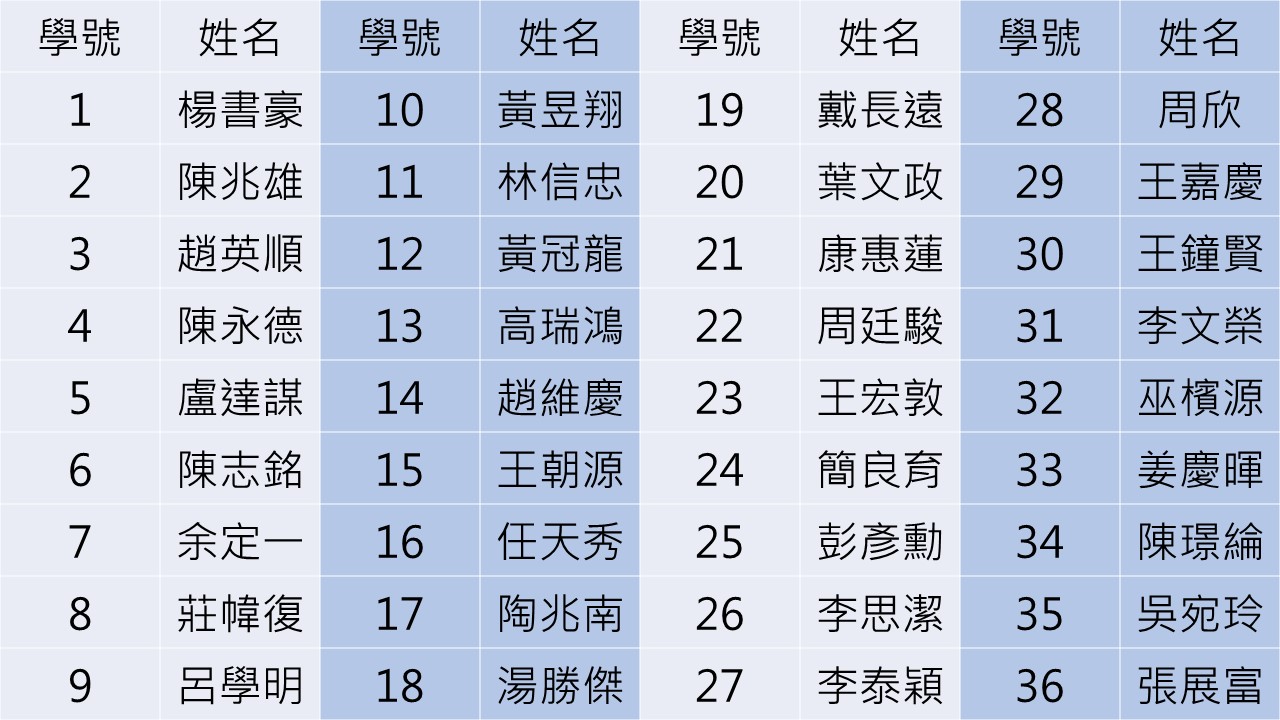 學號 姓名 學號 姓名 學號 姓名 學號 姓名
1 楊書豪 10 黃昱翔 19 戴長遠 28 周欣
2 陳兆雄 11 林信忠 20 葉文政 29 王嘉慶
3 趙英順 12 黃冠龍 21 康惠蓮 30 王鐘賢
4 陳永德 13 高瑞鴻 22 周廷駿 31 李文榮
5 盧達謀 14 趙維慶 23 王宏敦 32 巫檳源
6 陳志銘 15 王朝源 24 簡良育 33 姜慶暉
7 余定一 16 任天秀 25 彭彥勳 34 陳璟綸
8 莊幃復 17 陶兆南 26 李思潔 35 吳宛玲
9 呂學明 18 湯勝傑 27 李泰穎 36 張展富